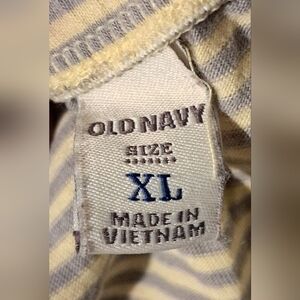 OLD NAVY
SIZE
XL
MADE IN
VIETNAM